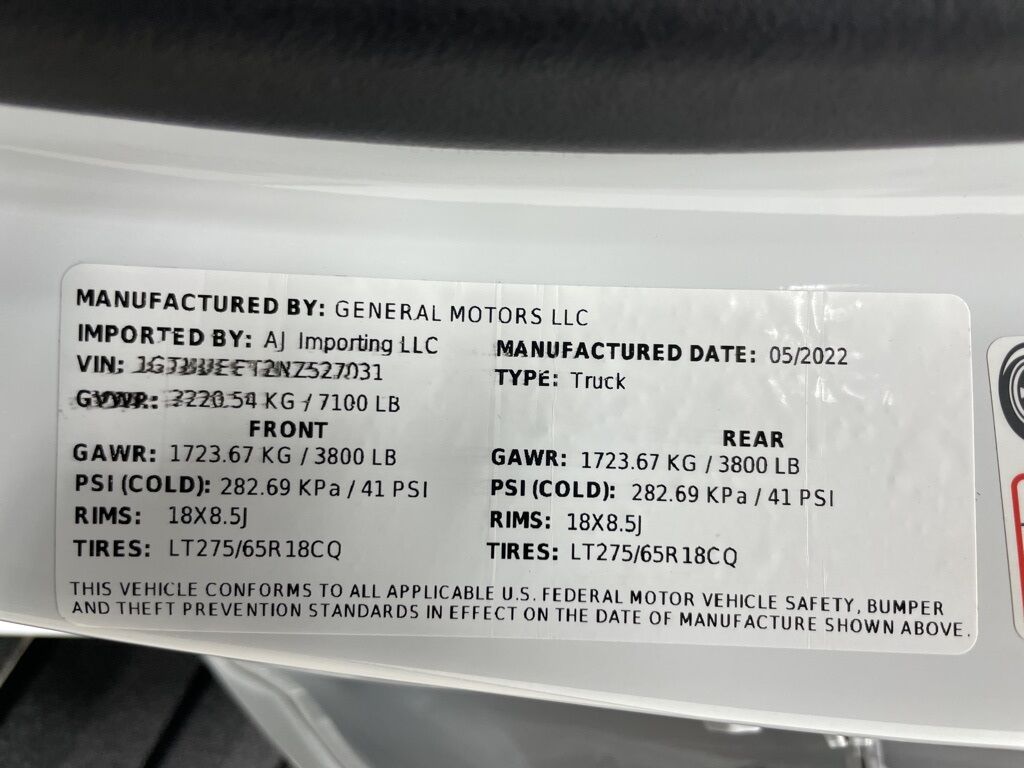 MANUFACTURED BY: GENERAL MOTORS LLC
IMPORTED BY: AJ Importing LLC
MANUFACTURED DATE: 05/2022
VIN:
TYPE: Truck
GVWR: 3220.54 KG / 7100 LB
FRONT
REAR
GAWR: 1723.67 KG / 3800 LB
GAWR: 1723.67 KG / 3800 LB
PSI (COLD): 282.69 KPa / 41 PSI
PSI (COLD): 282.69 KPa / 41 PSI
RIMS: 18X8.5J
RIMS: 18X8.5J
TIRES: LT275/65R18CQ
TIRES: LT275/65R18CQ
THIS VEHICLE CONFORMS TO ALL APPLICABLE U.S. FEDERAL MOTOR VEHICLE SAFETY, BUMPER
AND THEFT PREVENTION STANDARDS IN EFFECT ON THE DATE OF MANUFACTURE SHOWN ABOVE.